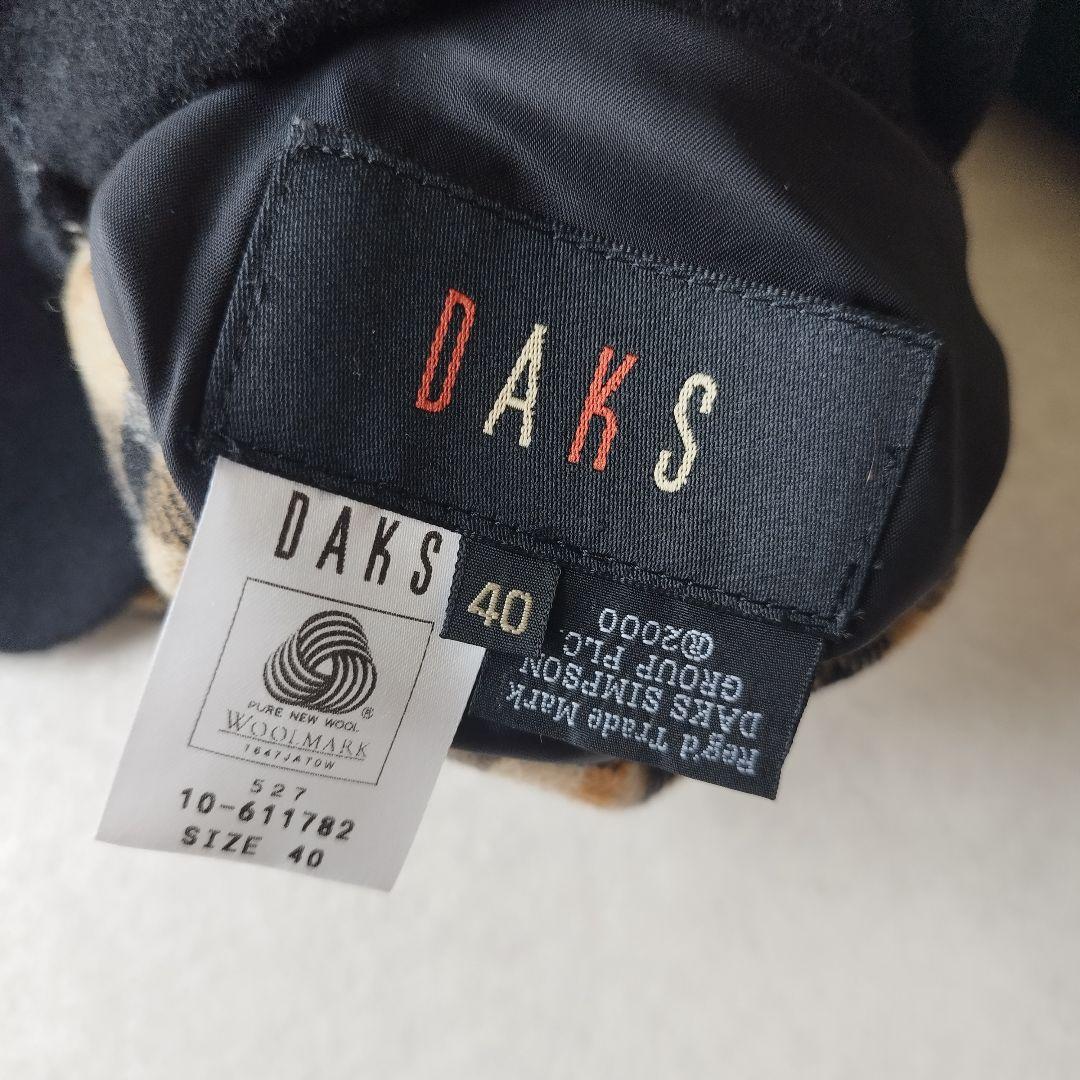 DAKS
DAKS
PURE NEW WOOL
®
WOOLMARK
1647JATOW
527
10-611782
SIZE 40
40
Reg'd Trade Mark
DAKS SIMPSON
GROUP PLC.
®2000